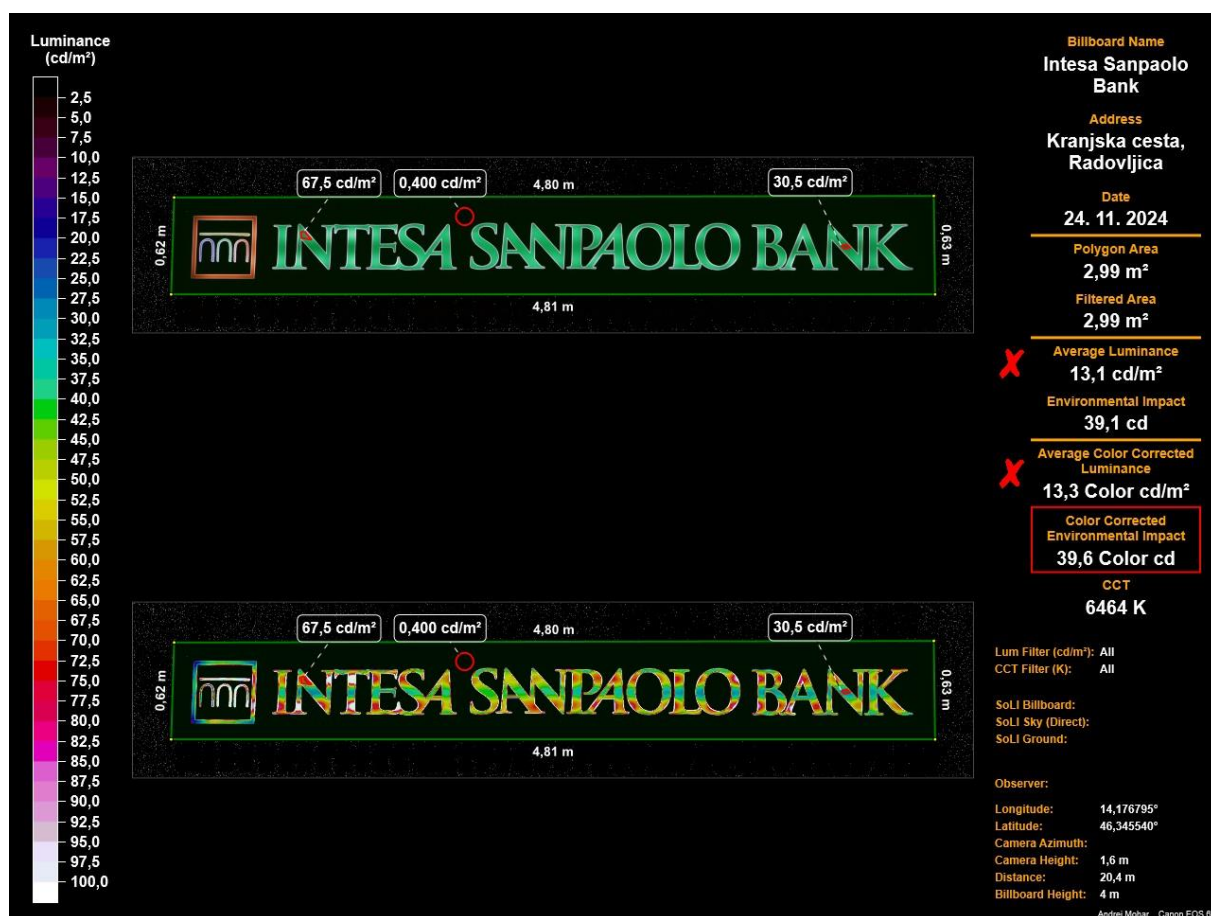 Luminance
(cd/m²)
2,5
5,0
7,5
10,0
12,5
15,0
17,5
20,0
22,5
25,0
27,5
30,0
32,5
35,0
37,5
40,0
42,5
45,0
47,5
50,0
52,5
55,0
57,5
60,0
62,5
65,0
67,5
70,0
72,5
75,0
77,5
80,0
82,5
85,0
87,5
90,0
92,5
95,0
97,5
100,0
67,5 cd/m²
0,400 cd/m²
4,80 m
30,5 cd/m²
0,62 m
INTESA SANPAOLO BANK
0,63 m
4,81 m
67,5 cd/m²
0,400 cd/m²
4,80 m
30,5 cd/m²
0,62 m
INTESA SANPAOLO BANK
0,63 m
4,81 m
Billboard Name
Intesa Sanpaolo
Bank
Address
Kranjska cesta,
Radovljica
Date
24. 11. 2024
Polygon Area
2,99 m²
Filtered Area
2,99 m²
Average Luminance
13,1 cd/m²
Environmental Impact
39,1 cd
Average Color Corrected
Luminance
13,3 Color cd/m²
Color Corrected
Environmental Impact
39,6 Color cd
CCT
6464 K
Lum Filter (cd/m²): All
CCT Filter (K): All
SoLI Billboard:
SoLI Sky (Direct):
SoLI Ground:
Observer:
Longitude: 14,176795°
Latitude: 46,345540°
Camera Azimuth:
Camera Height: 1,6 m
Distance: 20,4 m
Billboard Height: 4 m
Andrej Mohar Canon EOS 6